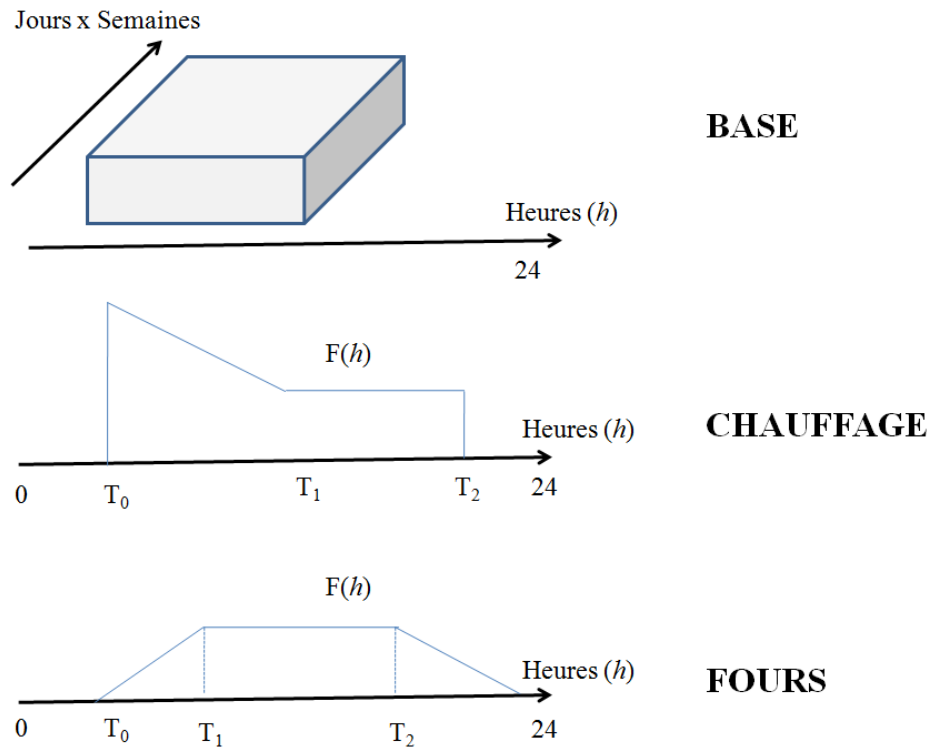 Jours x Semaines
BASE
Heures (h)
24
F(h)
CHAUFFAGE
Heures (h)
0
T₀
T₁
T₂
24
F(h)
FOURS
Heures (h)
0
T₀
T₁
T₂
24